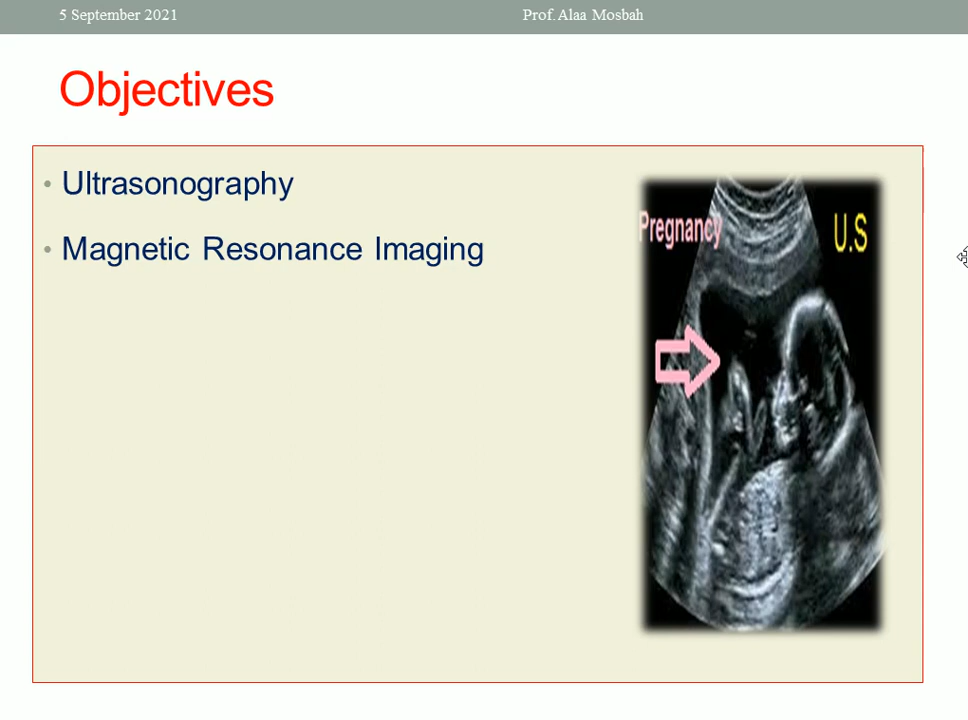 5 September 2021 Prof. Alaa Mosbah
Objectives
• Ultrasonography
• Magnetic Resonance Imaging
Pregnancy U.S